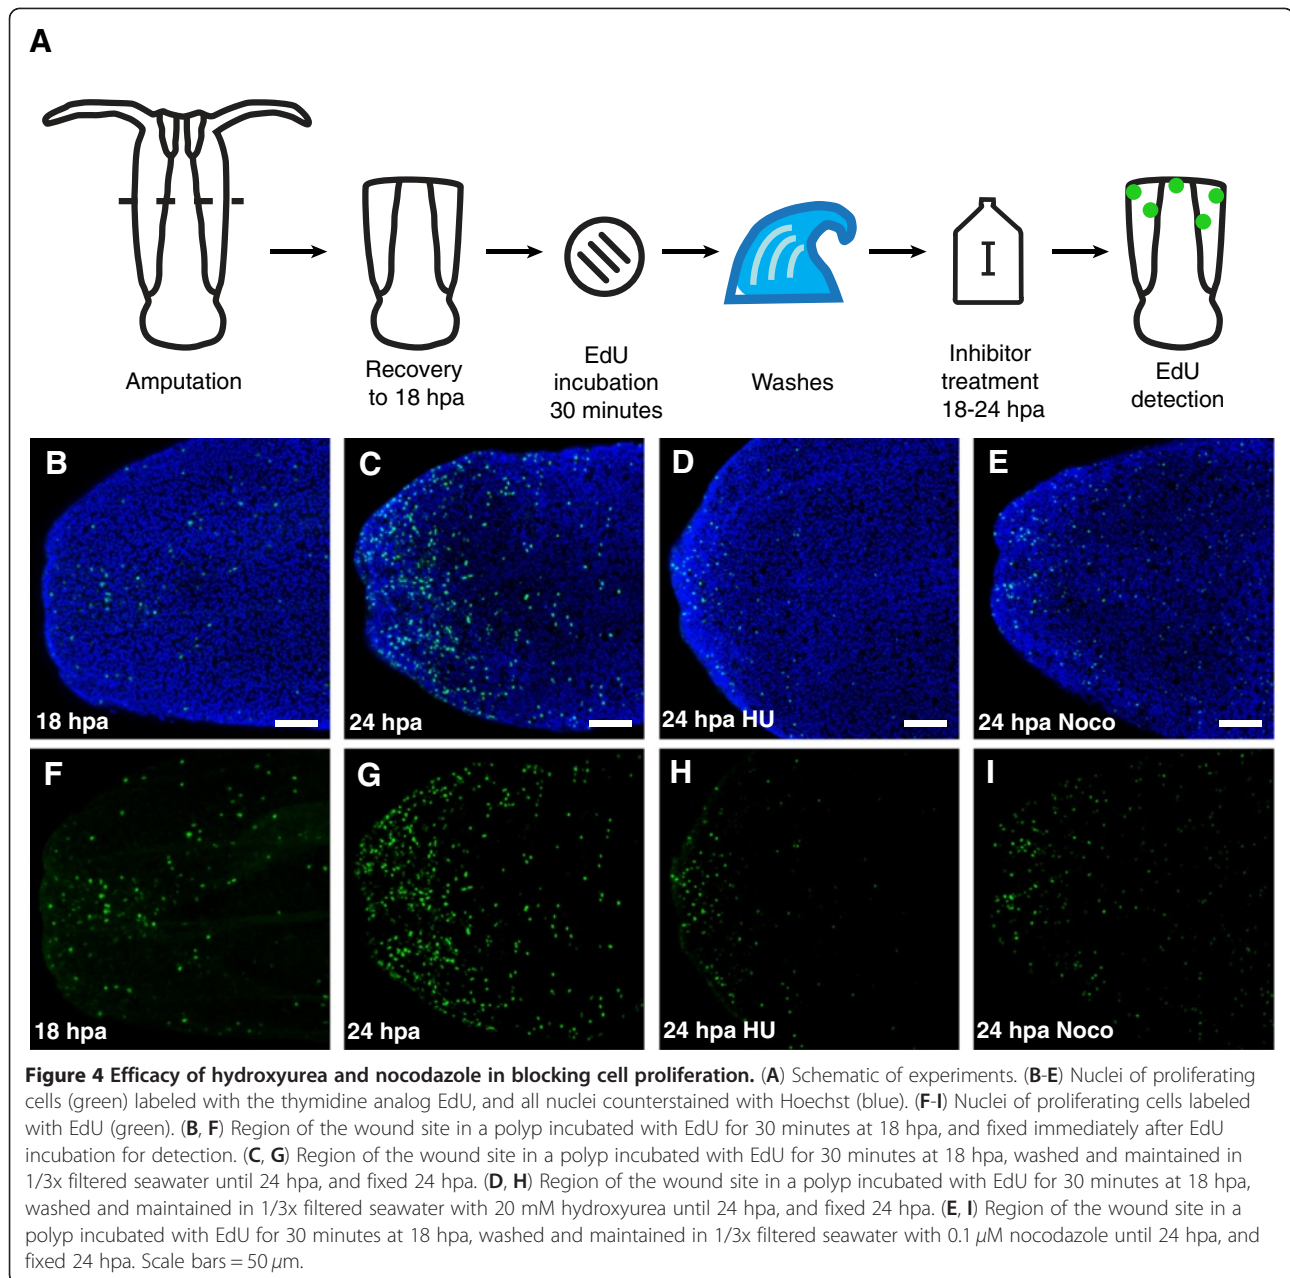 A
Amputation
Recovery
to 18 hpa
EdU
incubation
30 minutes
Washes
I
Inhibitor
treatment
18-24 hpa
EdU
detection
B
18 hpa
C
24 hpa
D
24 hpa HU
E
24 hpa Noco
F
18 hpa
G
24 hpa
H
24 hpa HU
I
24 hpa Noco
Figure 4 Efficacy of hydroxyurea and nocodazole in blocking cell proliferation. (A) Schematic of experiments. (B-E) Nuclei of proliferating
cells (green) labeled with the thymidine analog EdU, and all nuclei counterstained with Hoechst (blue). (F-I) Nuclei of proliferating cells labeled
with EdU (green). (B, F) Region of the wound site in a polyp incubated with EdU for 30 minutes at 18 hpa, and fixed immediately after EdU
incubation for detection. (C, G) Region of the wound site in a polyp incubated with EdU for 30 minutes at 18 hpa, washed and maintained in
1/3x filtered seawater until 24 hpa, and fixed 24 hpa. (D, H) Region of the wound site in a polyp incubated with EdU for 30 minutes at 18 hpa,
washed and maintained in 1/3x filtered seawater with 20 mM hydroxyurea until 24 hpa, and fixed 24 hpa. (E, I) Region of the wound site in a
polyp incubated with EdU for 30 minutes at 18 hpa, washed and maintained in 1/3x filtered seawater with 0.1 μM nocodazole until 24 hpa, and
fixed 24 hpa. Scale bars = 50 μm.